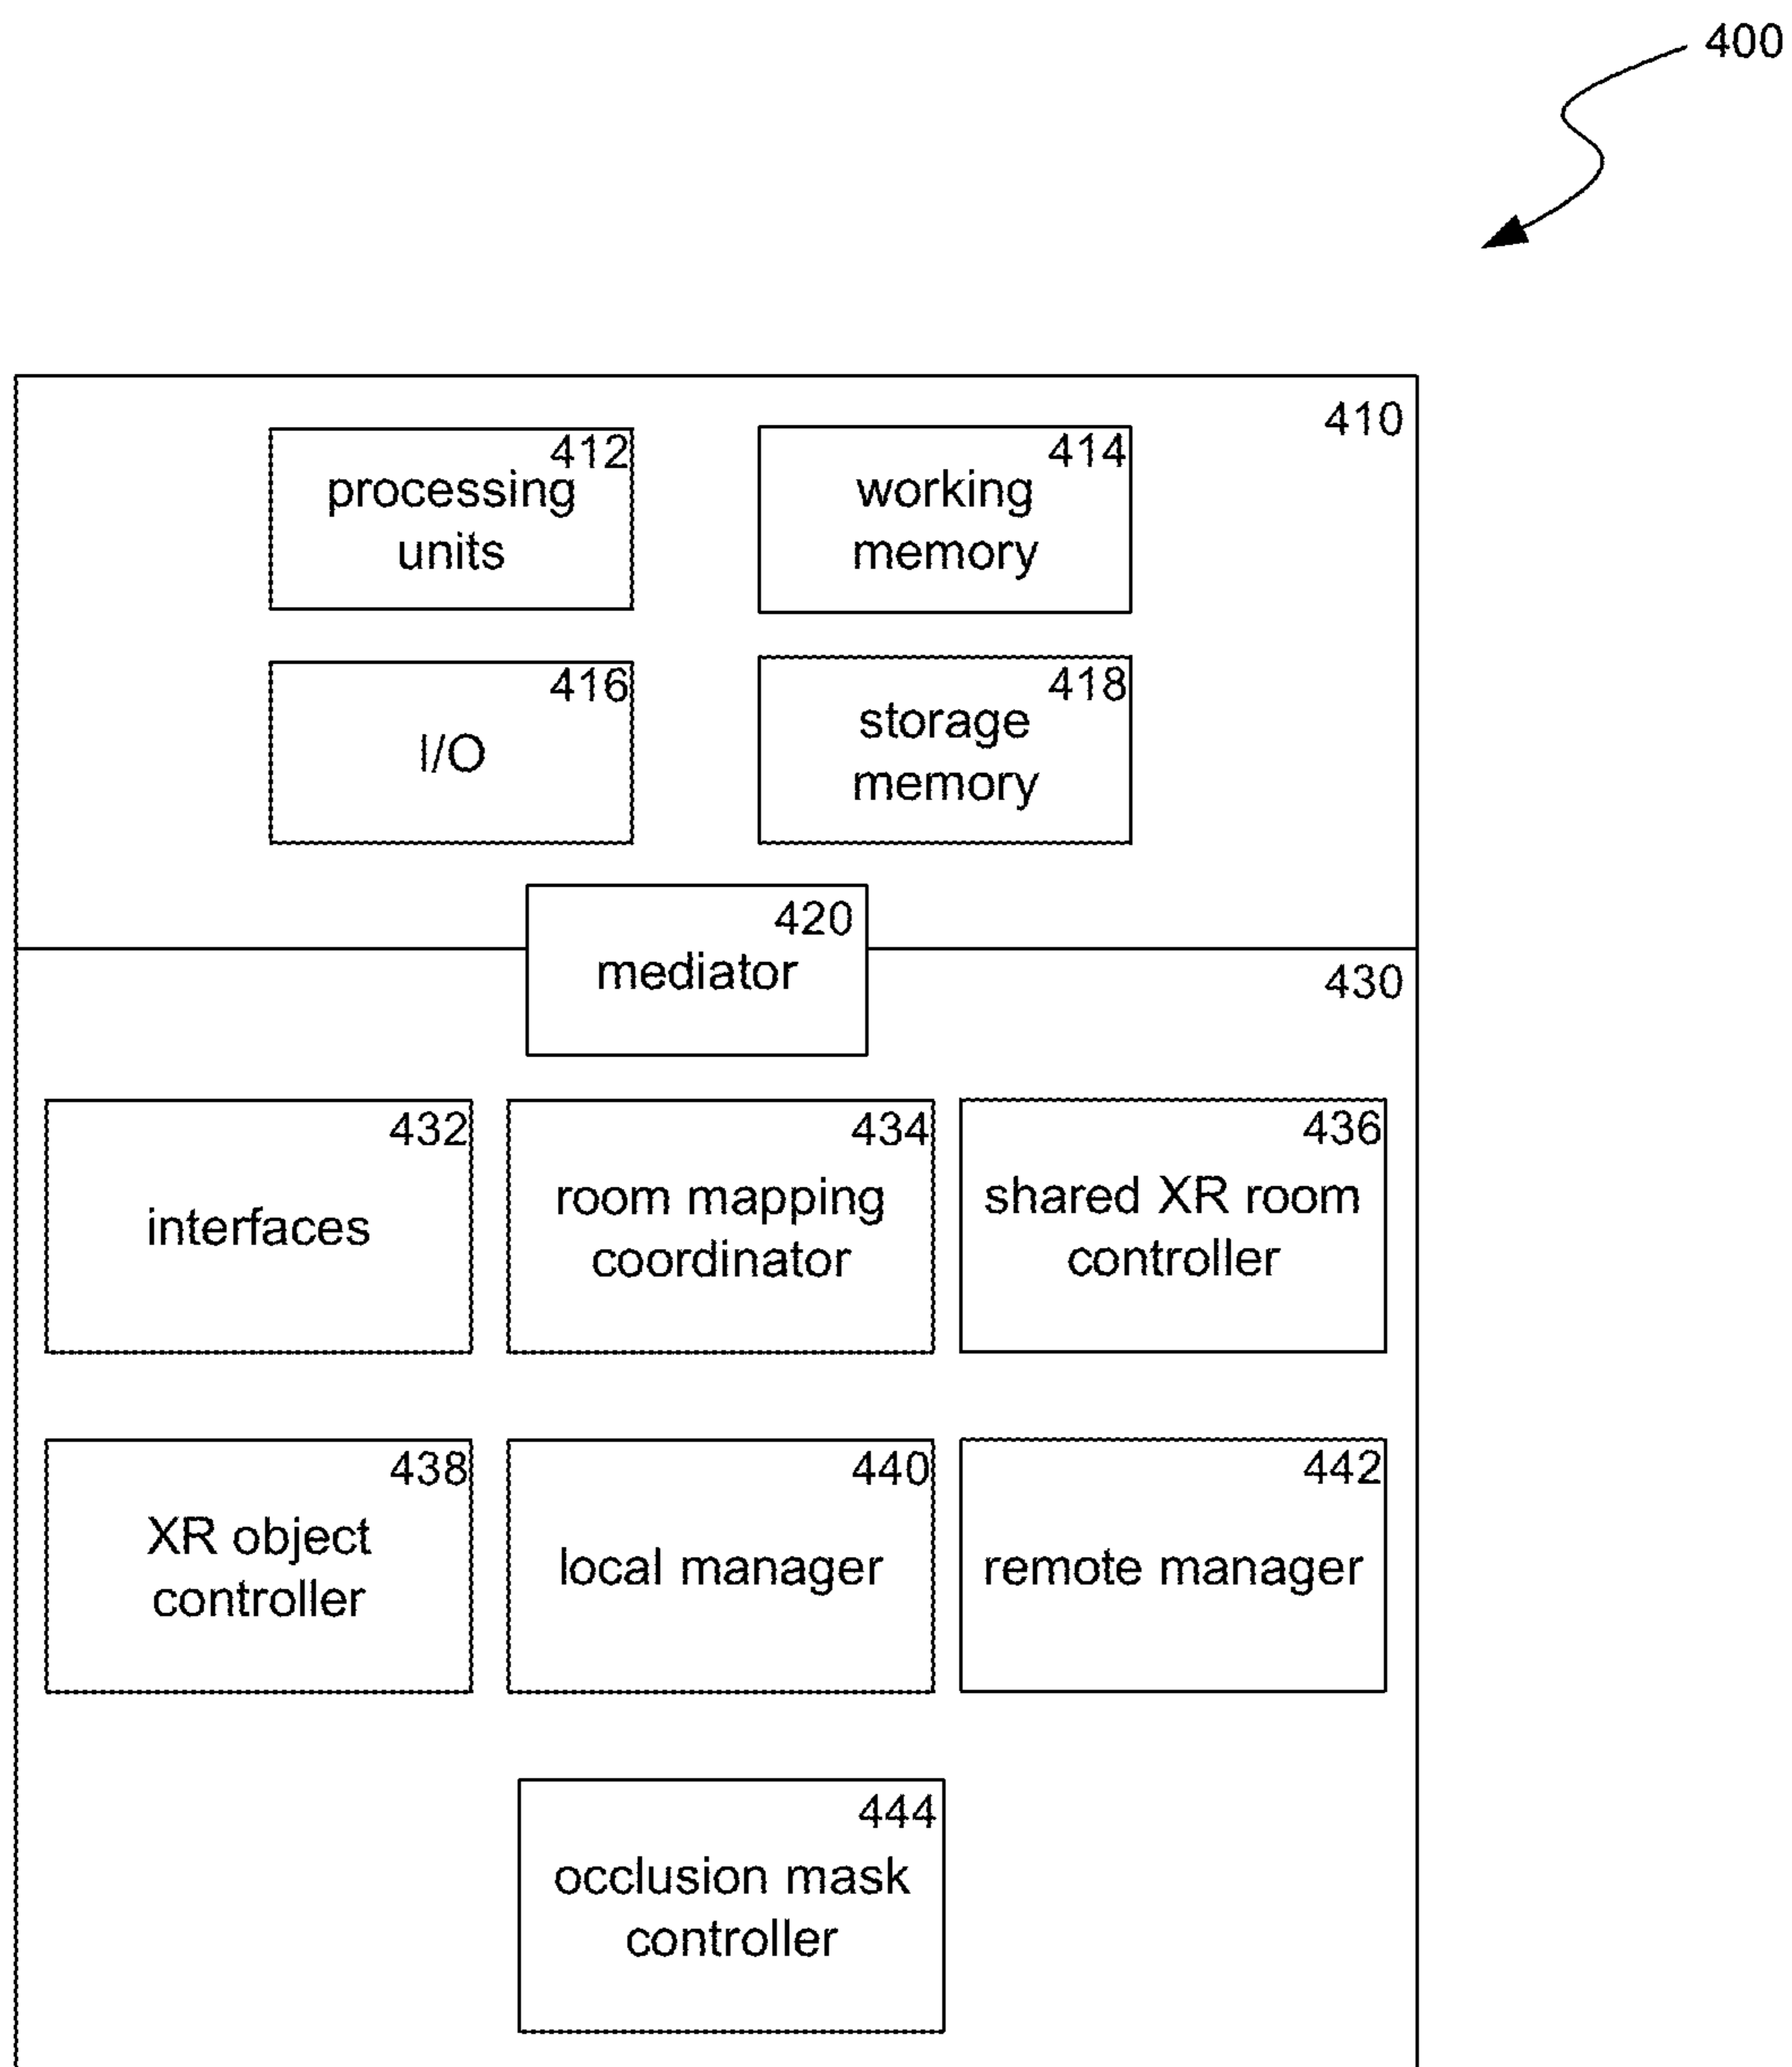 400
410
412
processing
units
414
working
memory
416
I/O
418
storage
memory
420
mediator
430
432
interfaces
434
room mapping
coordinator
436
shared XR room
controller
438
XR object
controller
440
local manager
442
remote manager
444
occlusion mask
controller